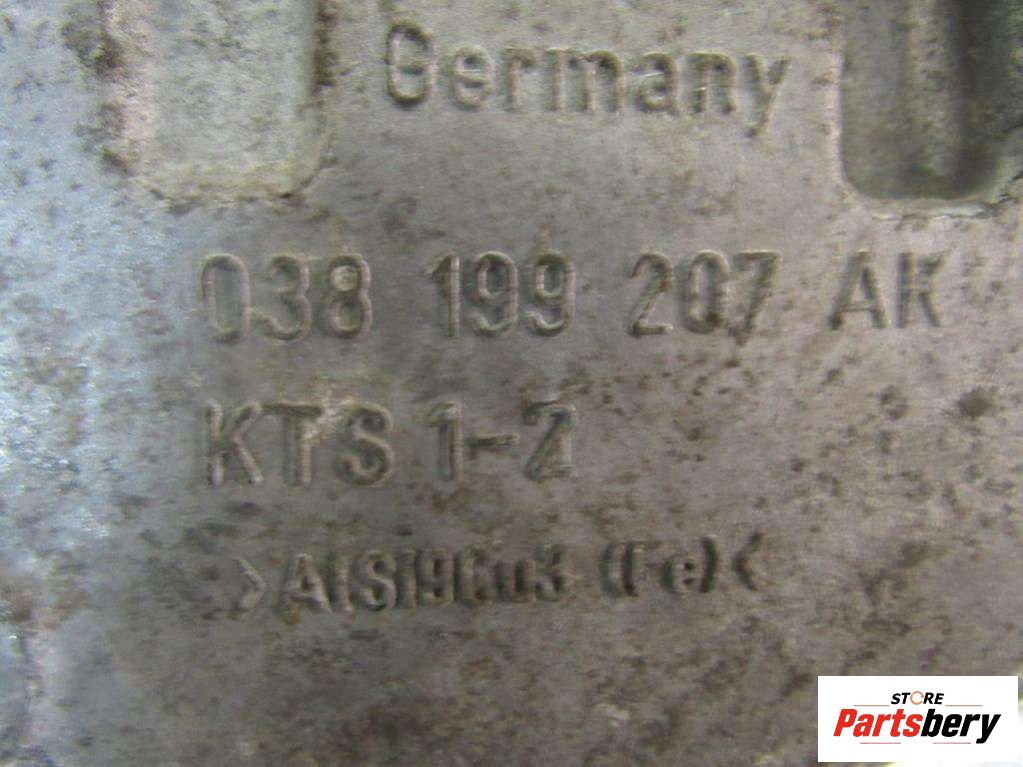 Germany
038 199 207 AK
KTS 1-2
>AlSi9Cu3 (Fe)<
STORE
Partsbery